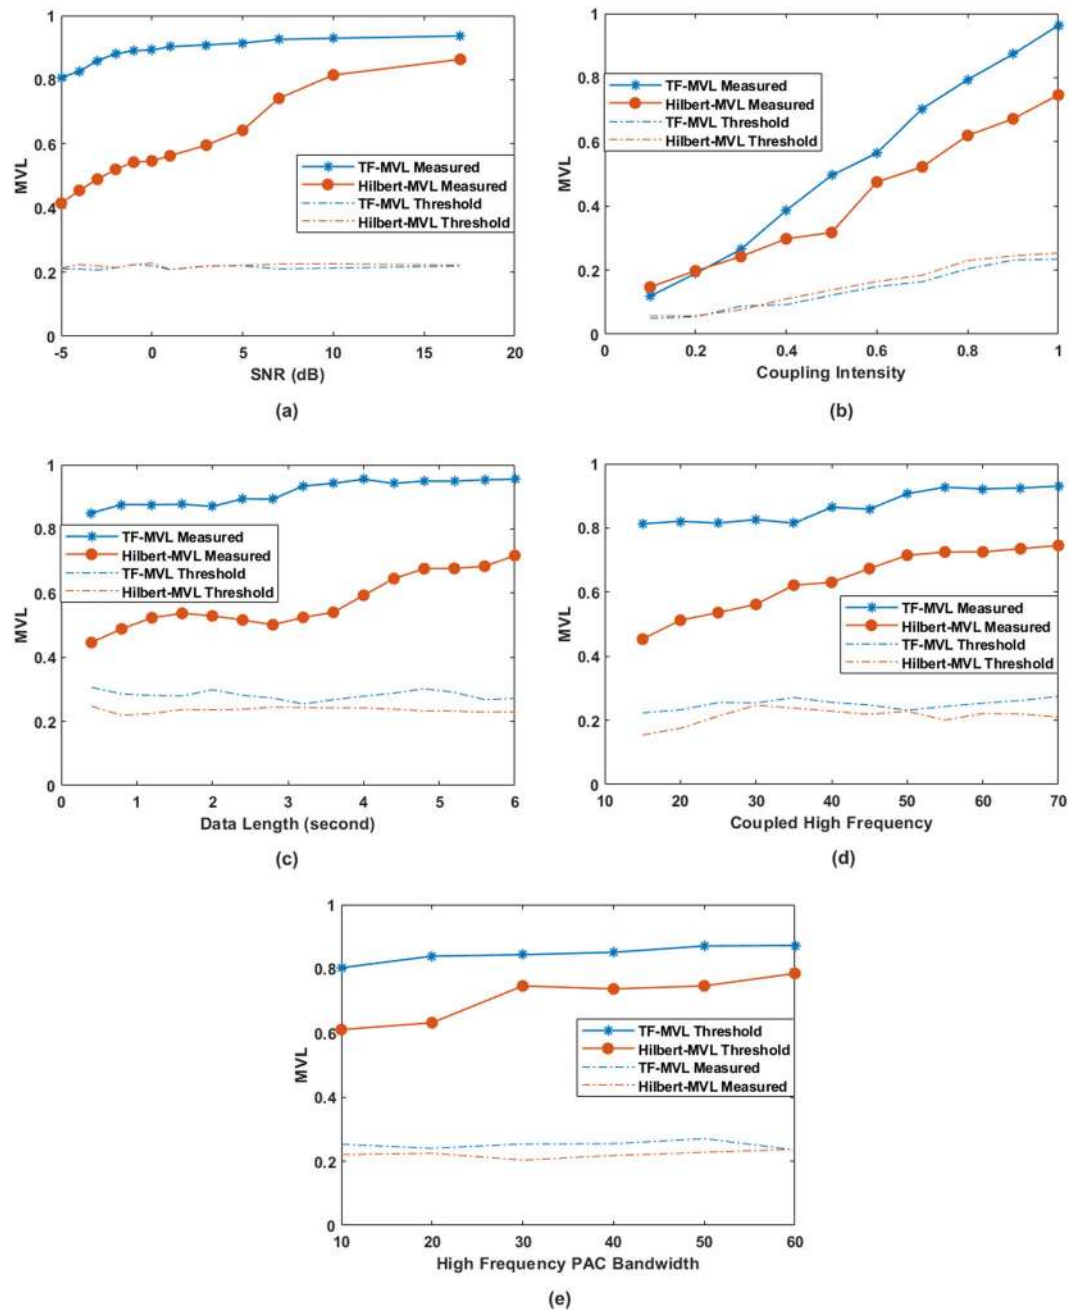 1
0.8
0.6
0.4
0.2
0
MVL
TF-MVL Measured
Hilbert-MVL Measured
TF-MVL Threshold
Hilbert-MVL Threshold
-5 0 5 10 15 20
SNR (dB)
(a)
1
0.8
0.6
0.4
0.2
0
MVL
TF-MVL Measured
Hilbert-MVL Measured
TF-MVL Threshold
Hilbert-MVL Threshold
0 0.2 0.4 0.6 0.8 1
Coupling Intensity
(b)
1
0.8
0.6
0.4
0.2
0
MVL
TF-MVL Measured
Hilbert-MVL Measured
TF-MVL Threshold
Hilbert-MVL Threshold
0 1 2 3 4 5 6
Data Length (second)
(c)
1
0.8
0.6
0.4
0.2
0
MVL
TF-MVL Measured
Hilbert-MVL Measured
TF-MVL Threshold
Hilbert-MVL Threshold
10 20 30 40 50 60 70
Coupled High Frequency
(d)
1
0.8
0.6
0.4
0.2
0
MVL
TF-MVL Threshold
Hilbert-MVL Threshold
TF-MVL Measured
Hilbert-MVL Measured
10 20 30 40 50 60
High Frequency PAC Bandwidth
(e)